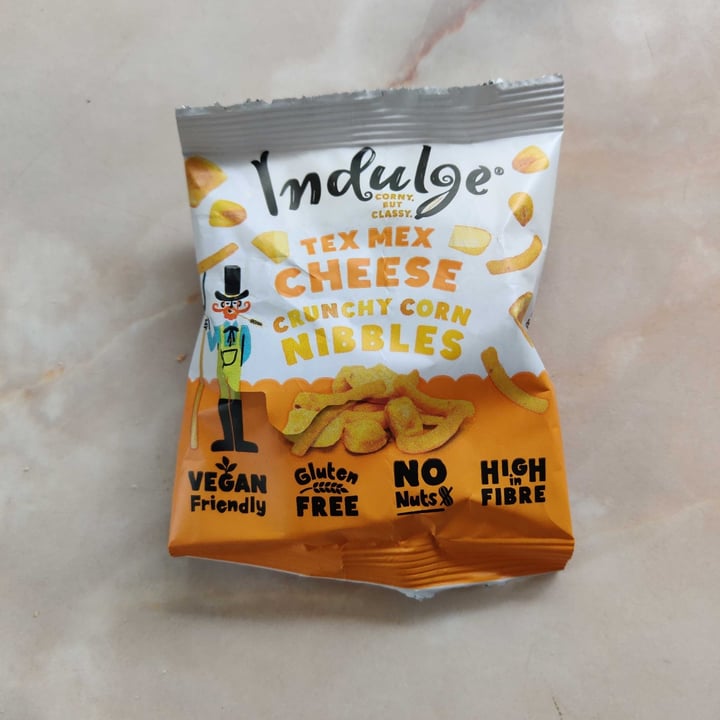 Indulge
CORNY.
BUT
CLASSY.
TEX MEX
CHEESE
CRUNCHY CORN
NIBBLES
VEGAN
Friendly
Gluten
FREE
NO
Nuts
HIGH
in
FIBRE